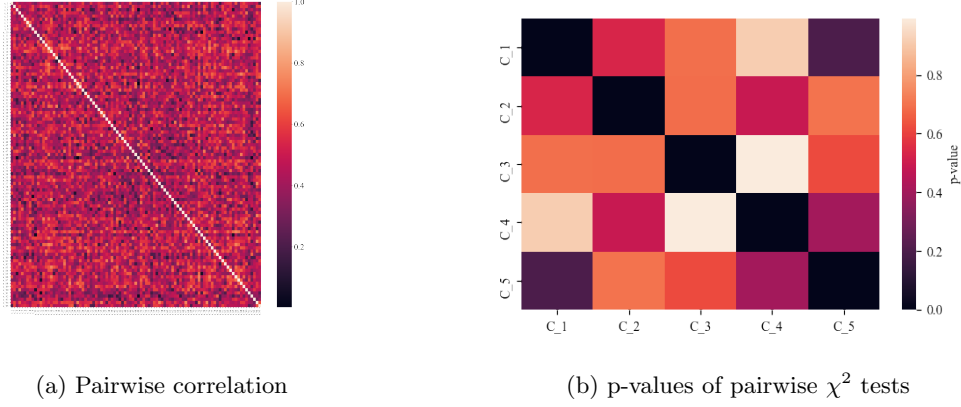 1.0
0.8
0.6
0.4
0.2
C_1
C_2
C_3
C_4
C_5
C_1 C_2 C_3 C_4 C_5
0.8
0.6
0.4
0.2
0.0
p-value
(a) Pairwise correlation
(b) p-values of pairwise χ² tests